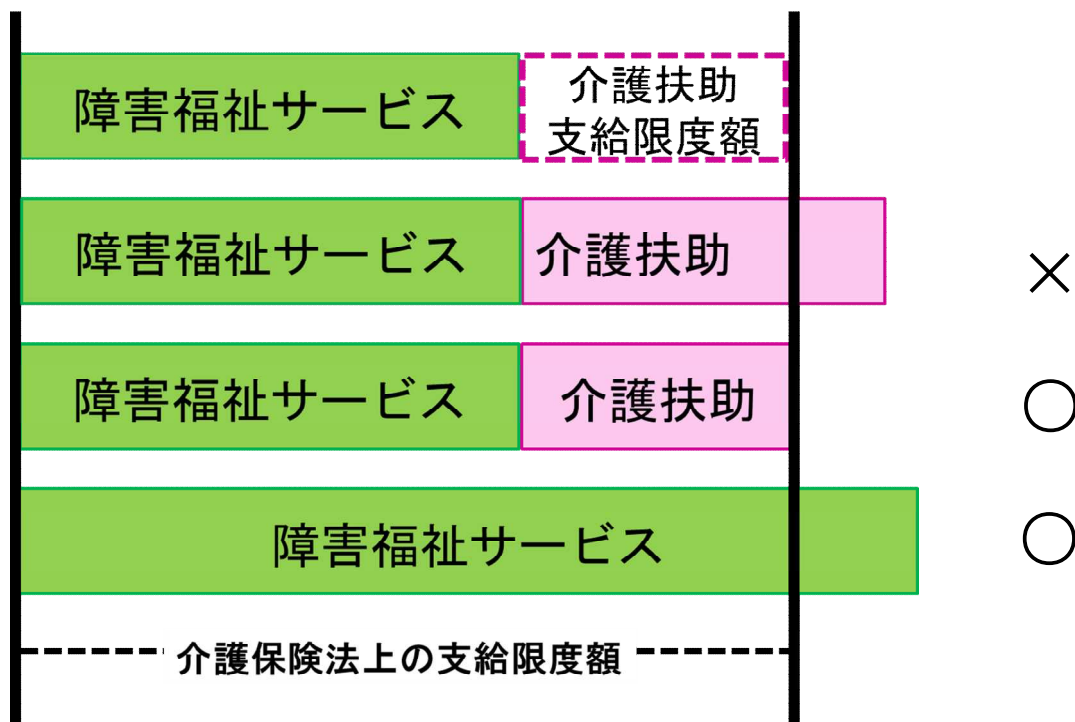 障害福祉サービス
介護扶助
支給限度額
障害福祉サービス
介護扶助
×
障害福祉サービス
介護扶助
○
障害福祉サービス
○
介護保険法上の支給限度額